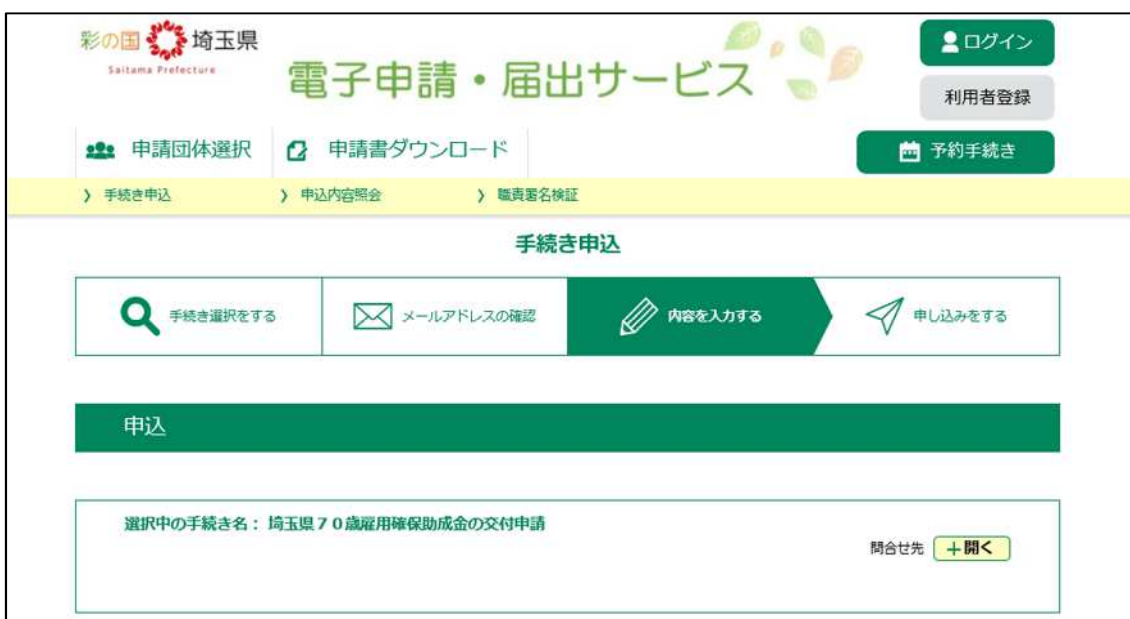 彩の国 埼玉県
Saitama Prefecture
電子申請・届出サービス
ログイン
利用者登録
申請団体選択
申請書ダウンロード
予約手続き
手続き申込
申込内容照会
職責署名検証
手続き申込
手続き選択をする
メールアドレスの確認
内容を入力する
申し込みをする
申込
選択中の手続き名： 埼玉県７０歳雇用確保助成金の交付申請
問合せ先 ＋開く